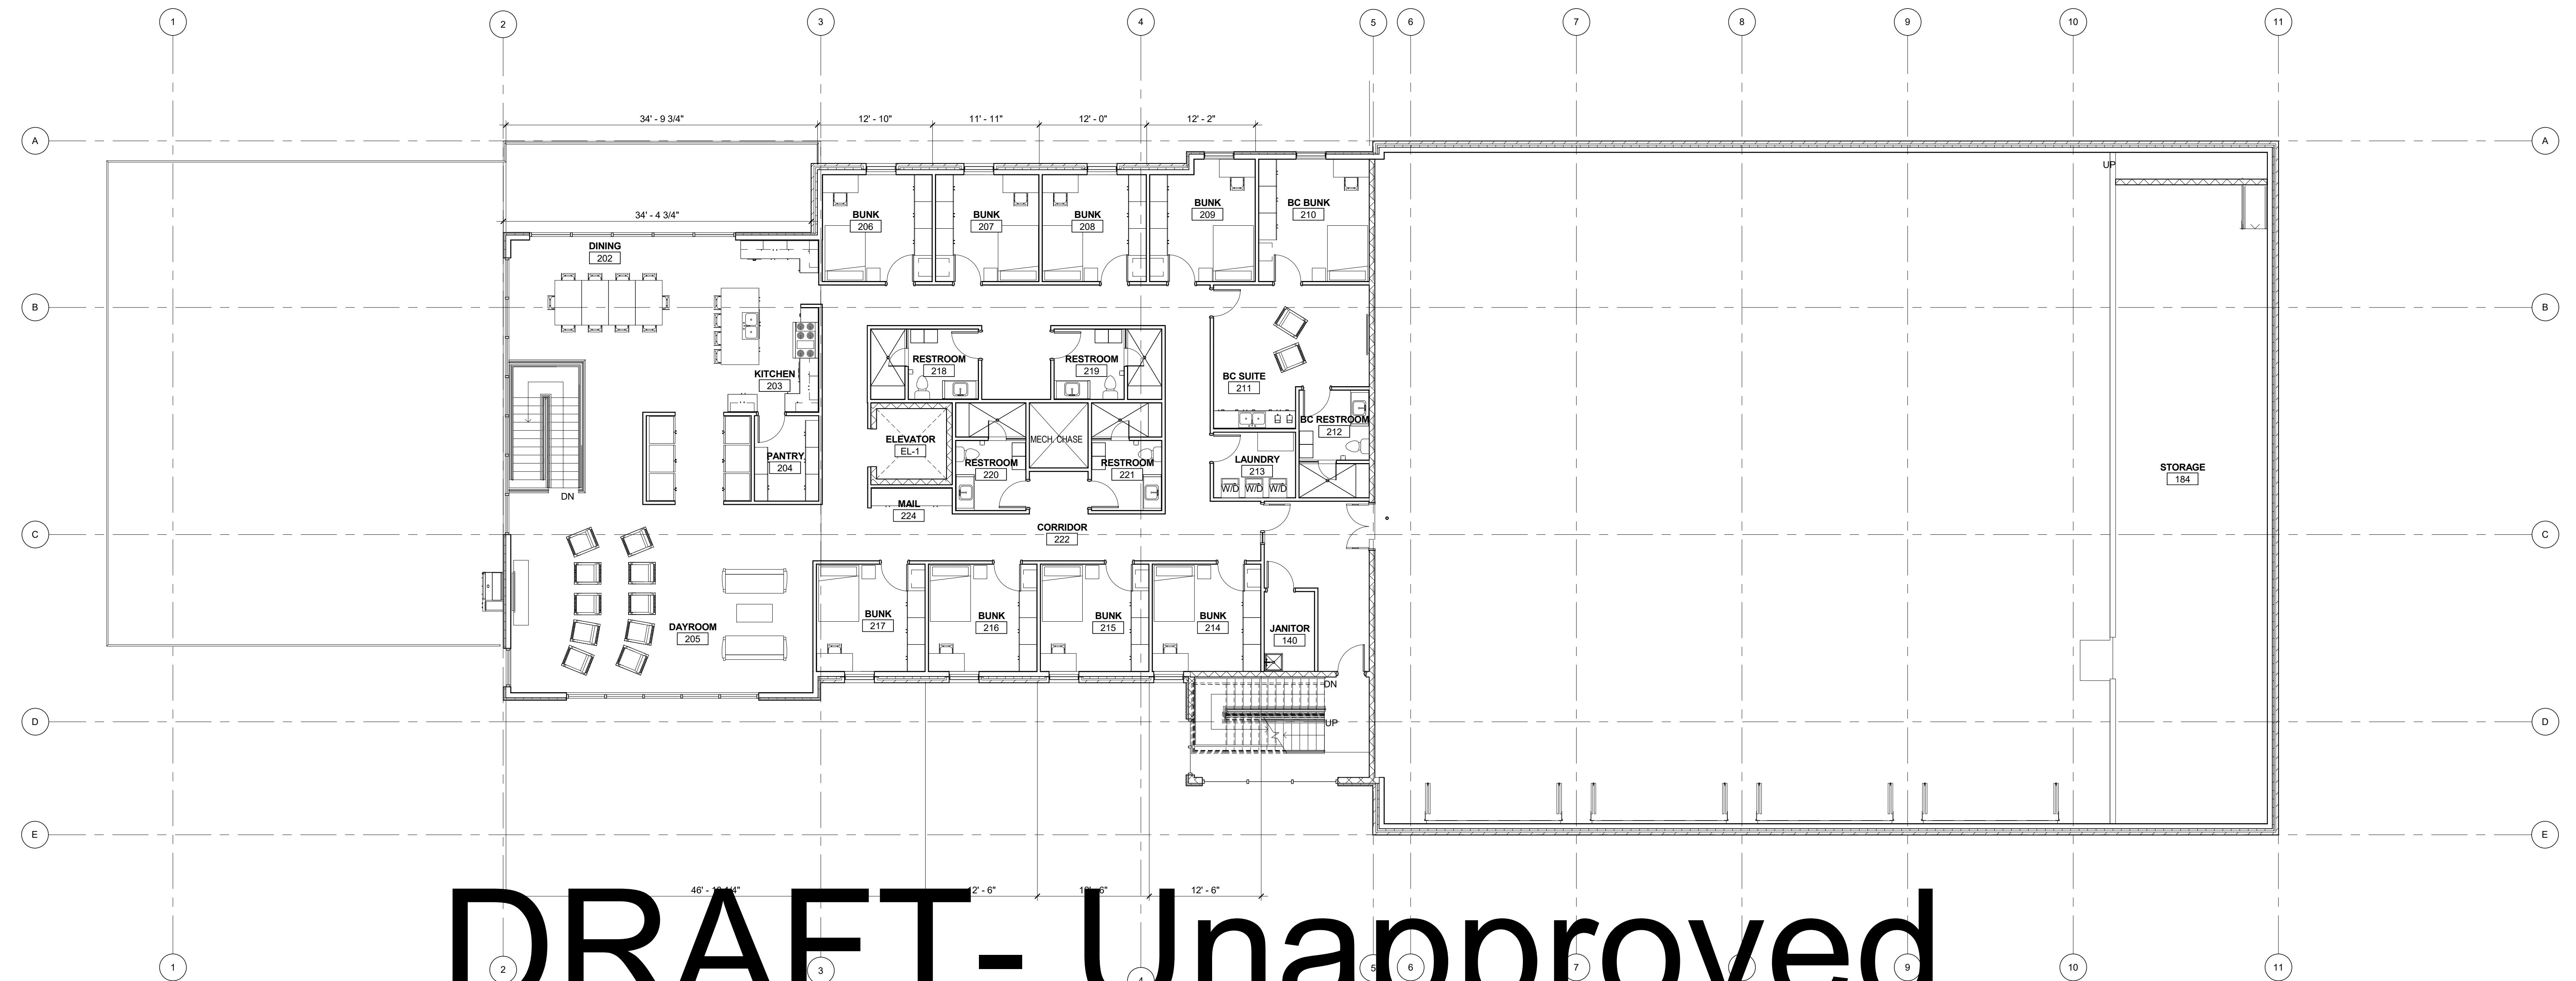 1 2 3 4 5 6 7 8 9 10 11
34' - 9 3/4" 12' - 10" 11' - 11" 12' - 0" 12' - 2"
A A
UP
34' - 4 3/4"
BUNK
206
BUNK
207
BUNK
208
BUNK
209
BC BUNK
210
DINING
202
B B
RESTROOM
218
RESTROOM
219
KITCHEN
203
BC SUITE
211
BC RESTROOM
212
ELEVATOR
EL-1
MECH. CHASE
PANTRY
204
RESTROOM
220
RESTROOM
221
LAUNDRY
213
W/D W/D W/D
STORAGE
184
DN
MAIL
224
CORRIDOR
222
C C
DAYROOM
205
BUNK
217
BUNK
216
BUNK
215
BUNK
214
JANITOR
140
DN
UP
D D
E E
12' - 6"
DRAFT- Unapproved
1 2 3 4 5 6 7 9 10 11